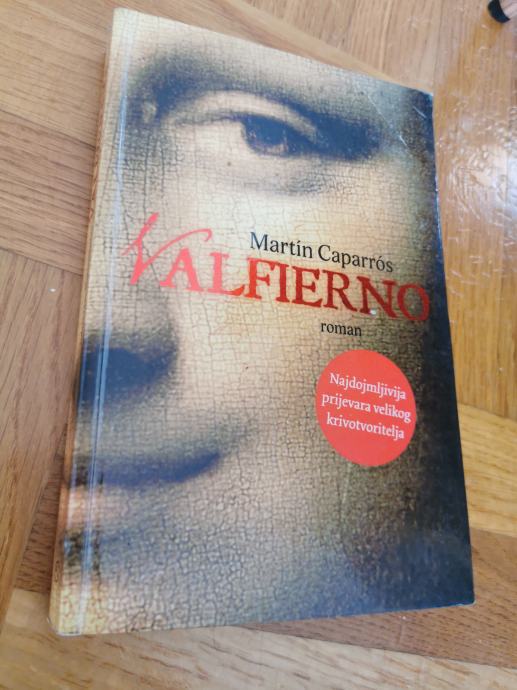 Martín Caparrós
VALFIERNO
roman
Najdojmljivija
prijevara velikog
krivotvoritelja